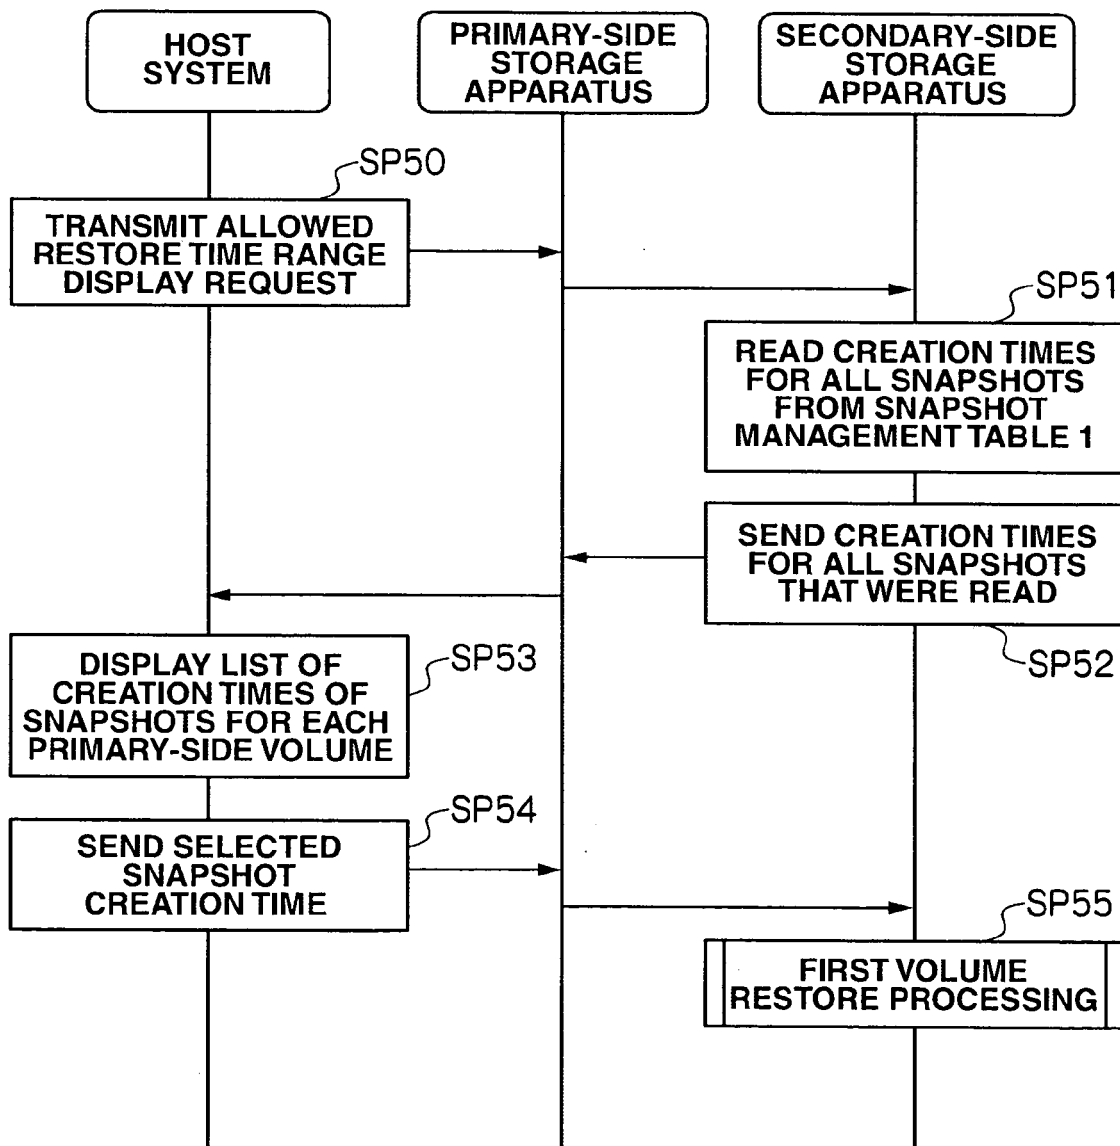 HOST
SYSTEM
PRIMARY-SIDE
STORAGE
APPARATUS
SECONDARY-SIDE
STORAGE
APPARATUS
SP50
TRANSMIT ALLOWED
RESTORE TIME RANGE
DISPLAY REQUEST
SP51
READ CREATION TIMES
FOR ALL SNAPSHOTS
FROM SNAPSHOT
MANAGEMENT TABLE 1
SEND CREATION TIMES
FOR ALL SNAPSHOTS
THAT WERE READ
SP52
DISPLAY LIST OF
CREATION TIMES OF
SNAPSHOTS FOR EACH
PRIMARY-SIDE VOLUME
SP53
SP54
SEND SELECTED
SNAPSHOT
CREATION TIME
SP55
FIRST VOLUME
RESTORE PROCESSING